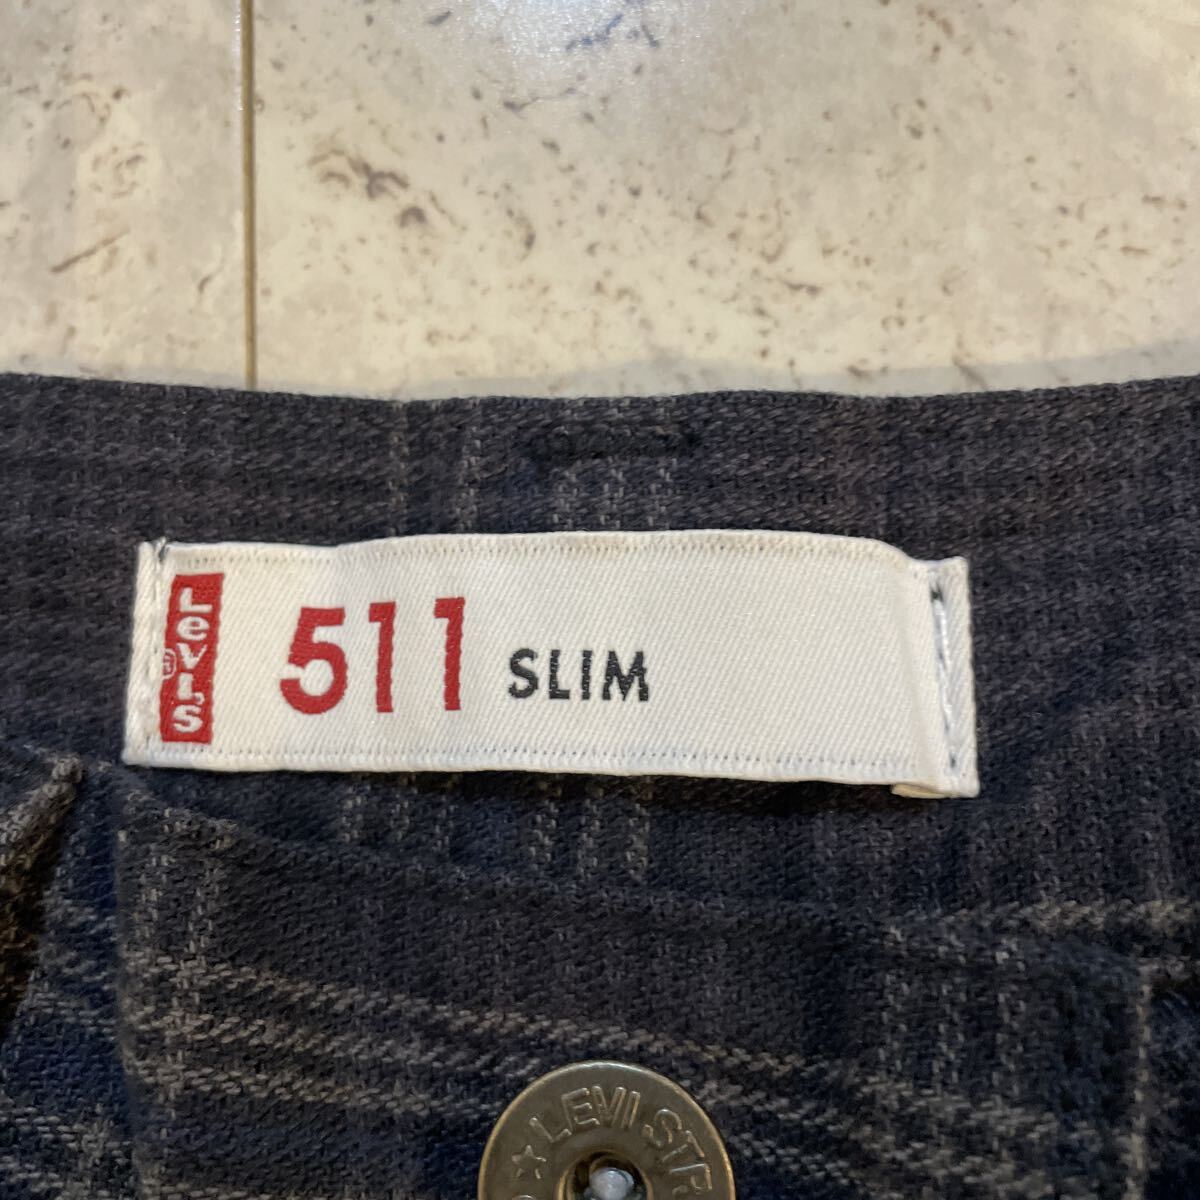 LEVI'S
®
511 SLIM
LEVI STR